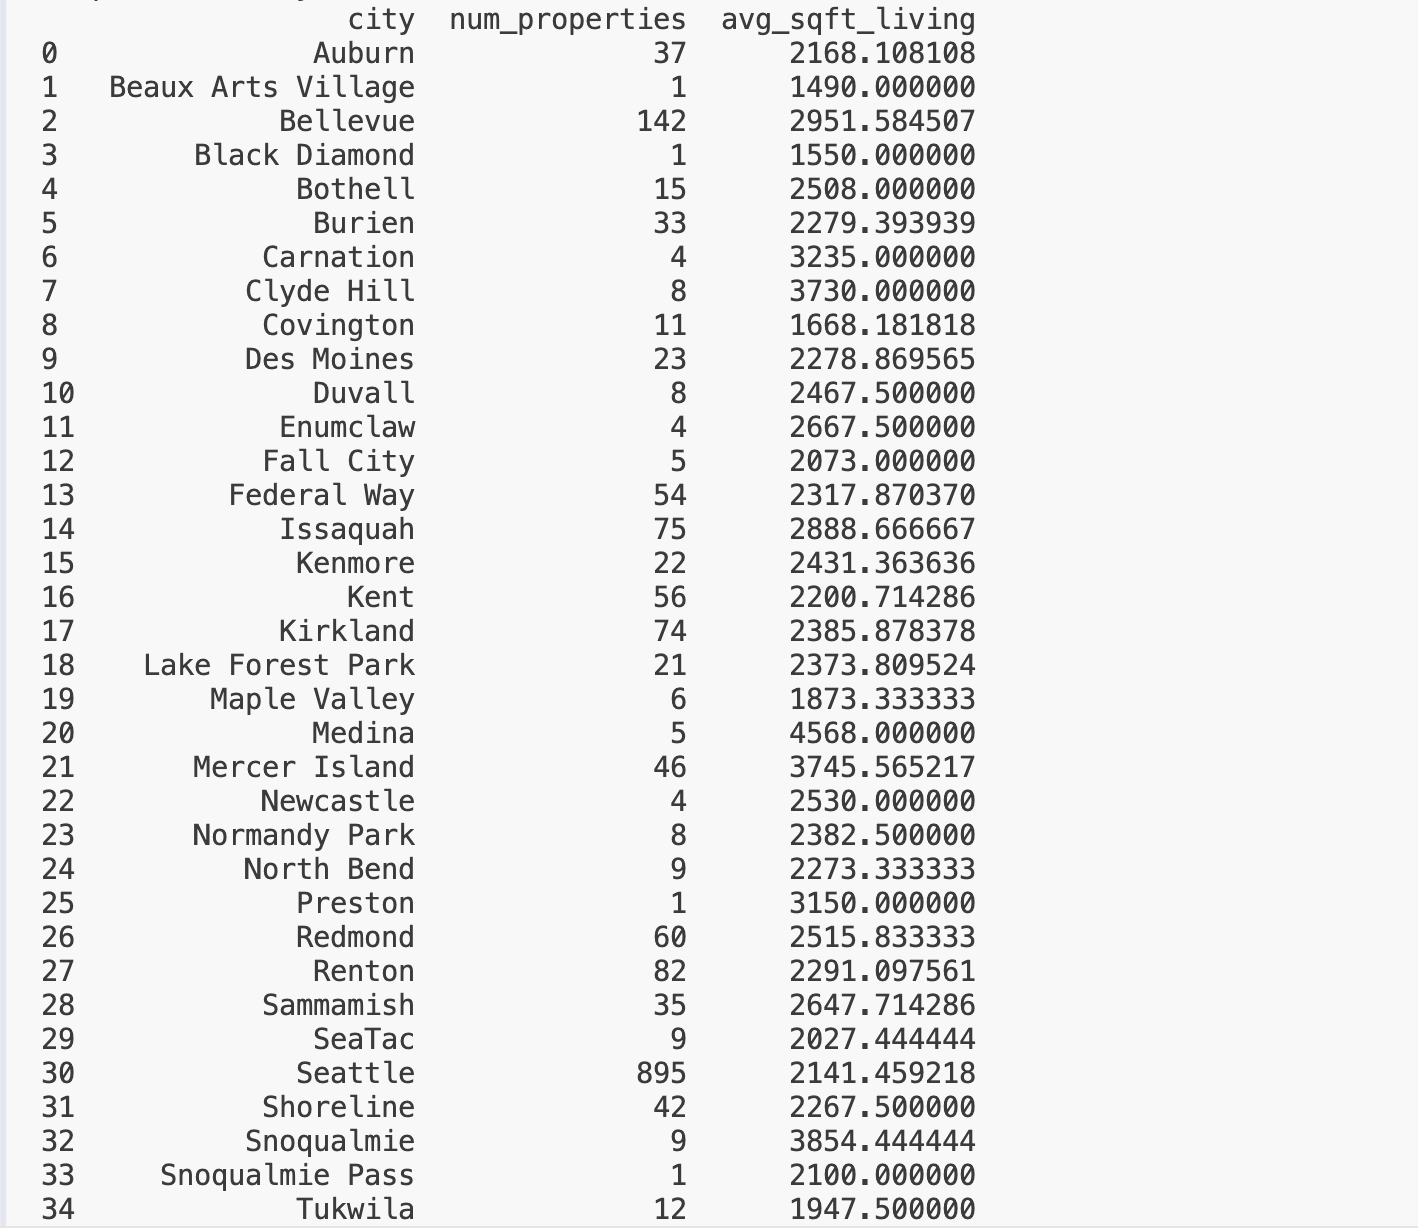 city num_properties avg_sqft_living
0 Auburn 37 2168.108108
1 Beaux Arts Village 1 1490.000000
2 Bellevue 142 2951.584507
3 Black Diamond 1 1550.000000
4 Bothell 15 2508.000000
5 Burien 33 2279.393939
6 Carnation 4 3235.000000
7 Clyde Hill 8 3730.000000
8 Covington 11 1668.181818
9 Des Moines 23 2278.869565
10 Duvall 8 2467.500000
11 Enumclaw 4 2667.500000
12 Fall City 5 2073.000000
13 Federal Way 54 2317.870370
14 Issaquah 75 2888.666667
15 Kenmore 22 2431.363636
16 Kent 56 2200.714286
17 Kirkland 74 2385.878378
18 Lake Forest Park 21 2373.809524
19 Maple Valley 6 1873.333333
20 Medina 5 4568.000000
21 Mercer Island 46 3745.565217
22 Newcastle 4 2530.000000
23 Normandy Park 8 2382.500000
24 North Bend 9 2273.333333
25 Preston 1 3150.000000
26 Redmond 60 2515.833333
27 Renton 82 2291.097561
28 Sammamish 35 2647.714286
29 SeaTac 9 2027.444444
30 Seattle 895 2141.459218
31 Shoreline 42 2267.500000
32 Snoqualmie 9 3854.444444
33 Snoqualmie Pass 1 2100.000000
34 Tukwila 12 1947.500000